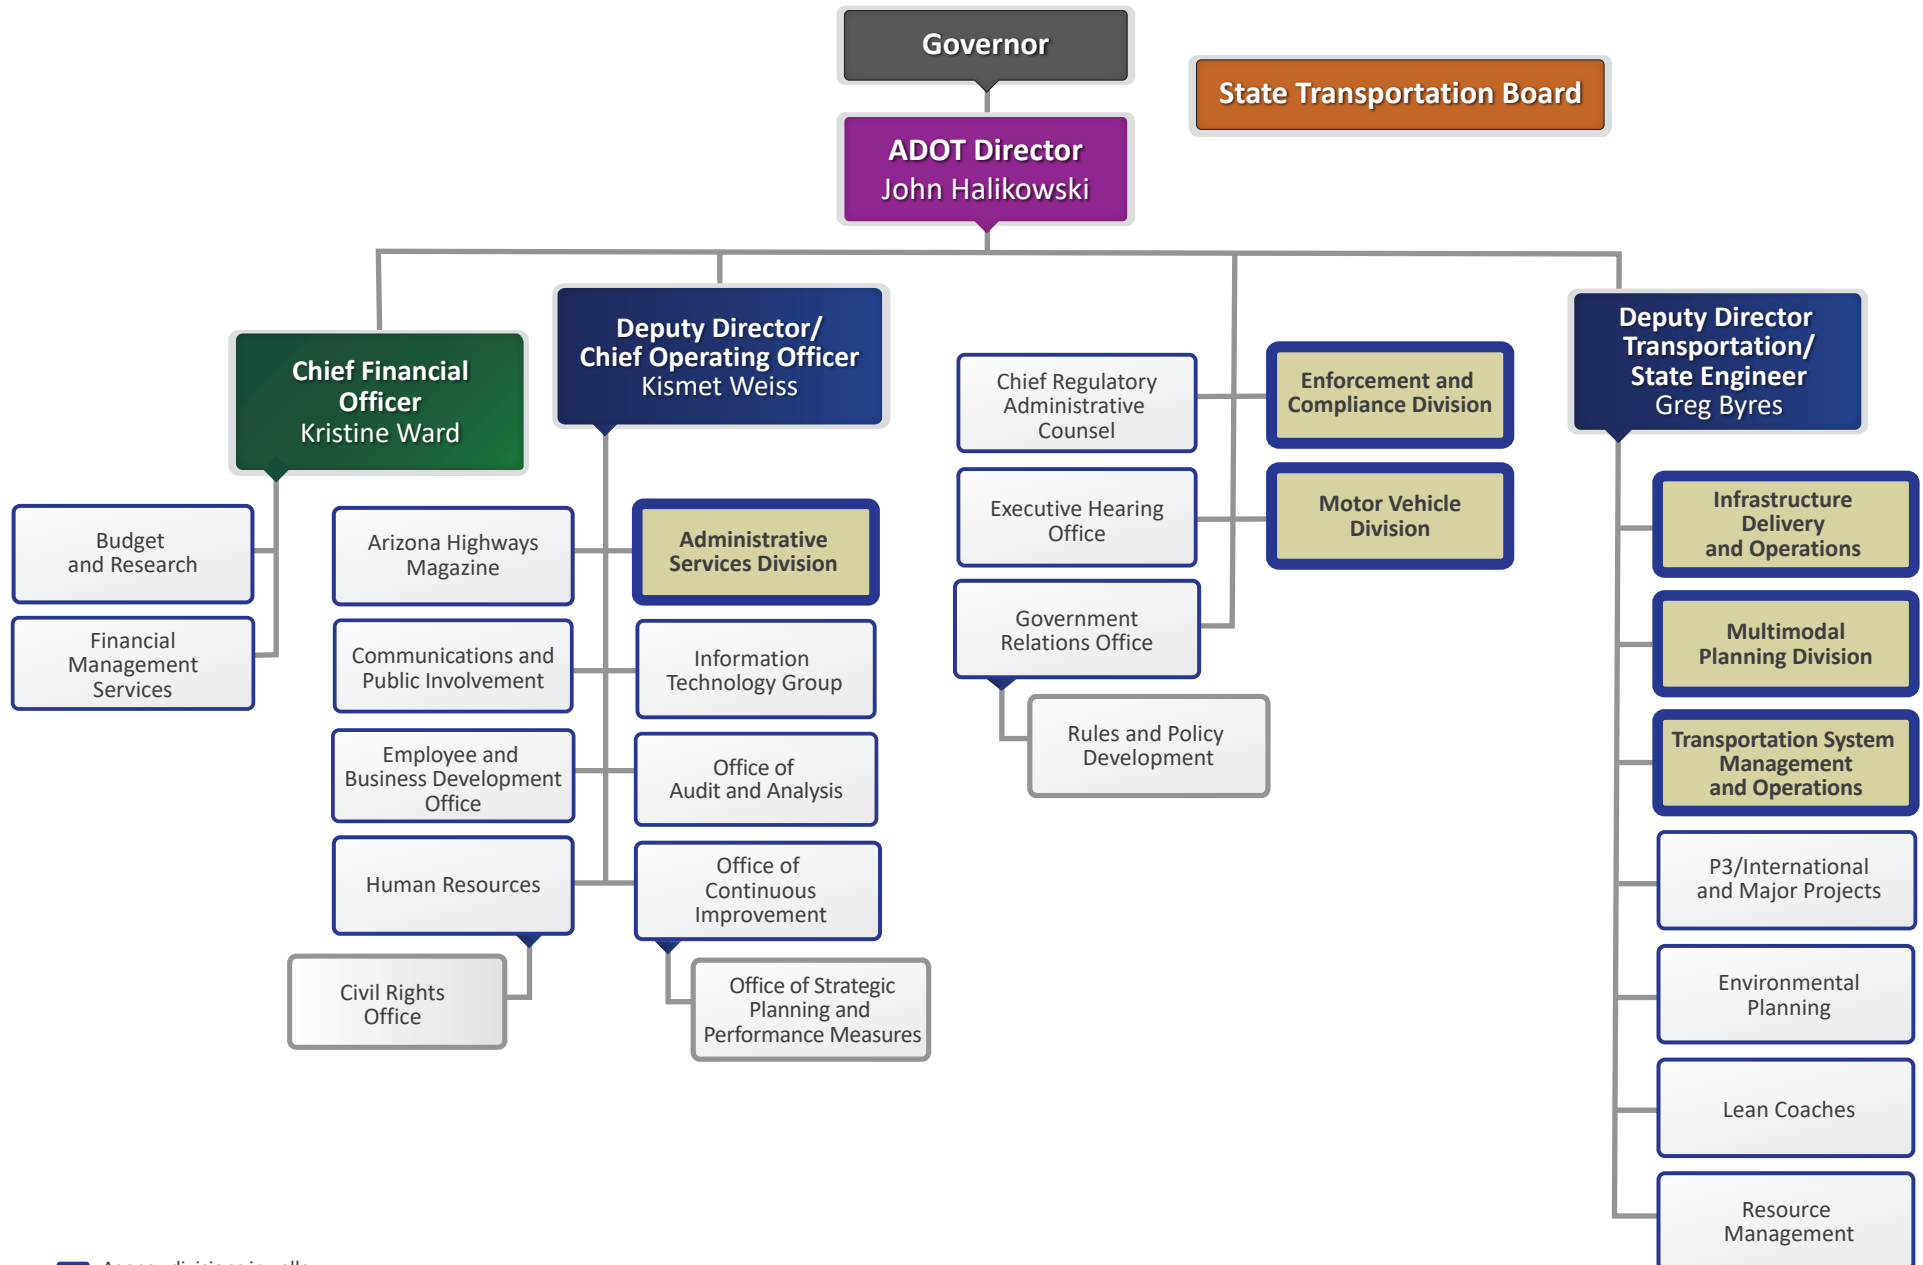 Governor
State Transportation Board
ADOT Director
John Halikowski
Chief Financial
Officer
Kristine Ward
Deputy Director/
Chief Operating Officer
Kismet Weiss
Deputy Director
Transportation/
State Engineer
Greg Byres
Budget
and Research
Financial
Management
Services
Arizona Highways
Magazine
Communications and
Public Involvement
Employee and
Business Development
Office
Human Resources
Civil Rights
Office
Administrative
Services Division
Information
Technology Group
Office of
Audit and Analysis
Office of
Continuous
Improvement
Office of Strategic
Planning and
Performance Measures
Chief Regulatory
Administrative
Counsel
Executive Hearing
Office
Government
Relations Office
Rules and Policy
Development
Enforcement and
Compliance Division
Motor Vehicle
Division
Infrastructure
Delivery
and Operations
Multimodal
Planning Division
Transportation System
Management
and Operations
P3/International
and Major Projects
Environmental
Planning
Lean Coaches
Resource
Management